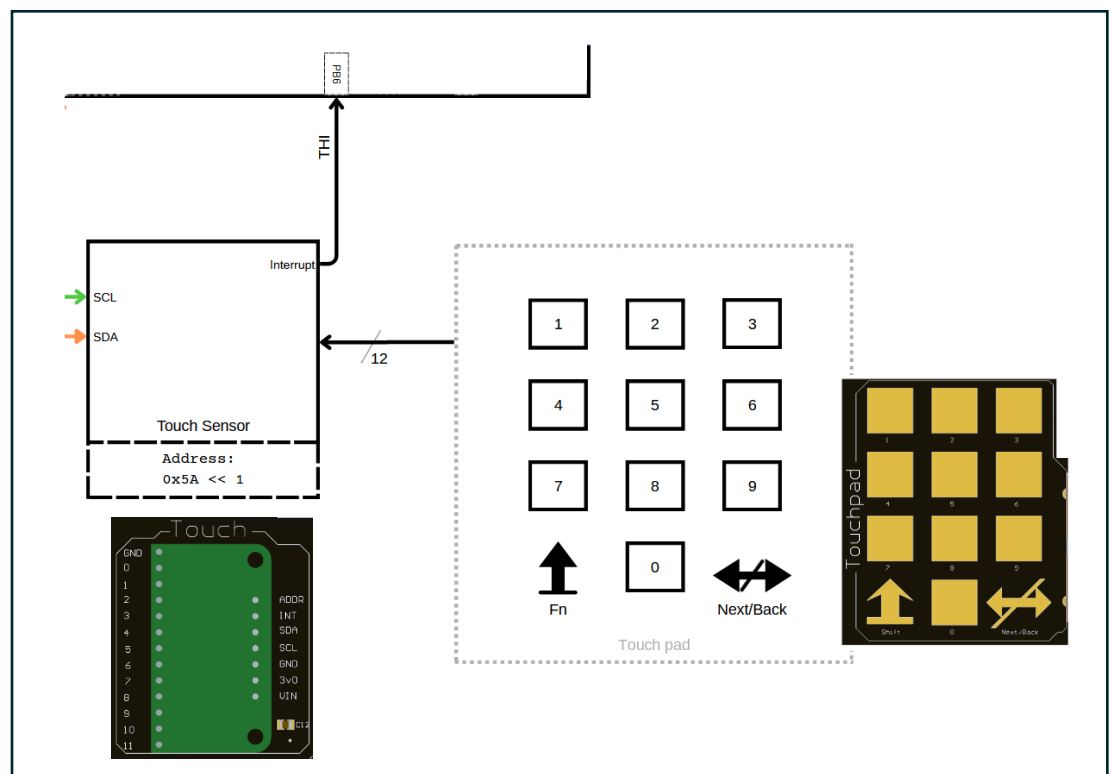 PB6
THI
Interrupt
SCL
SDA
12
Touch Sensor
Address:
0x5A << 1
1 2 3
4 5 6
7 8 9
0
Fn Next/Back
Touch pad
Touch
GND
0
1
2 ADDR
3 INT
4 SDA
5 SCL
6 GND
7 3v0
8 VIN
9
10 C12
11
Touchpad
1 2 3
4 5 6
7 8 9
Shift 0 Next/Back